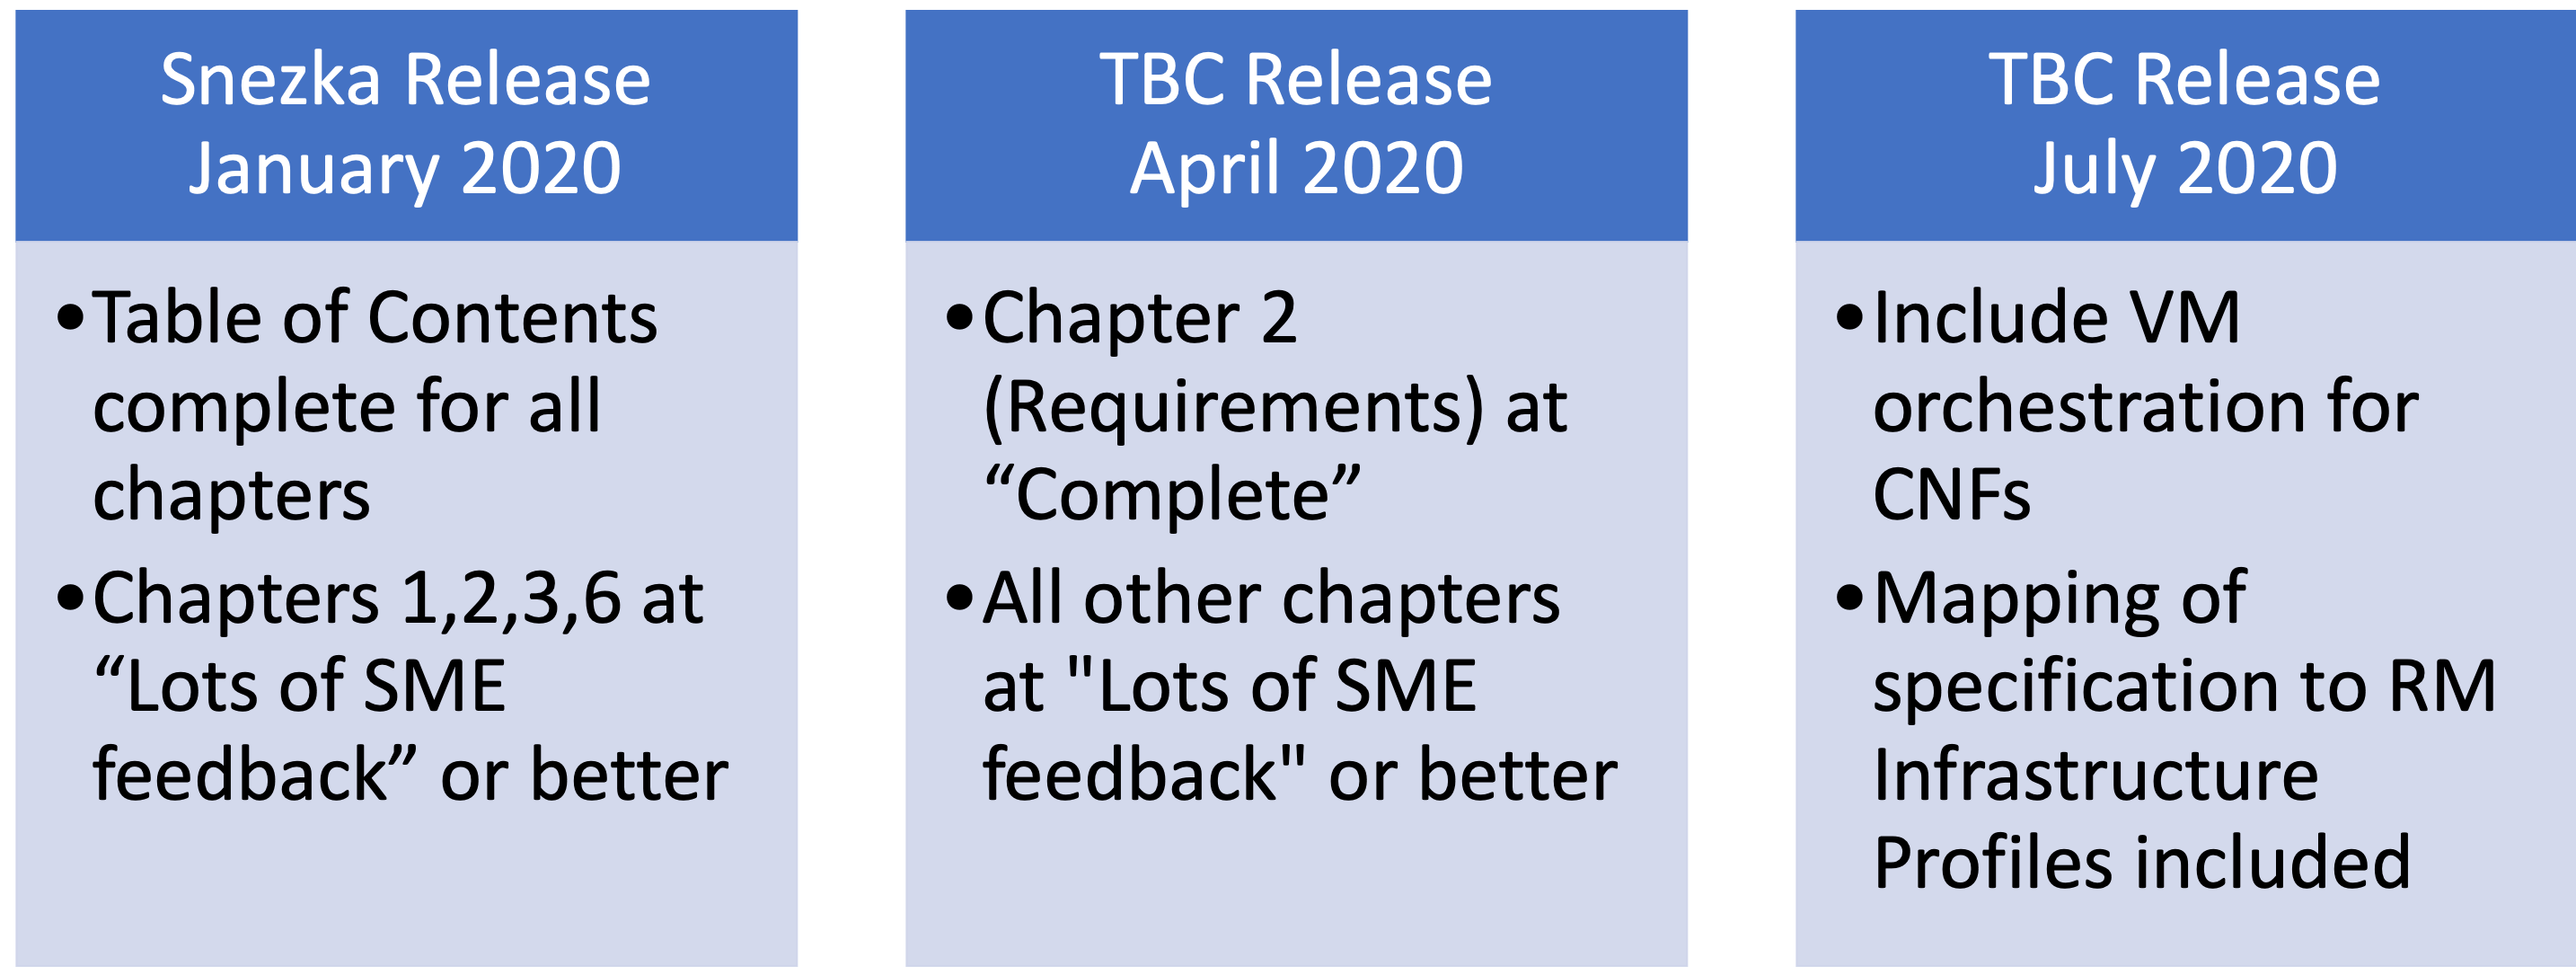 Snezka Release
January 2020
•Table of Contents
complete for all
chapters
•Chapters 1,2,3,6 at
“Lots of SME
feedback” or better
TBC Release
April 2020
•Chapter 2
(Requirements) at
“Complete”
•All other chapters
at "Lots of SME
feedback" or better
TBC Release
July 2020
•Include VM
orchestration for
CNFs
•Mapping of
specification to RM
Infrastructure
Profiles included